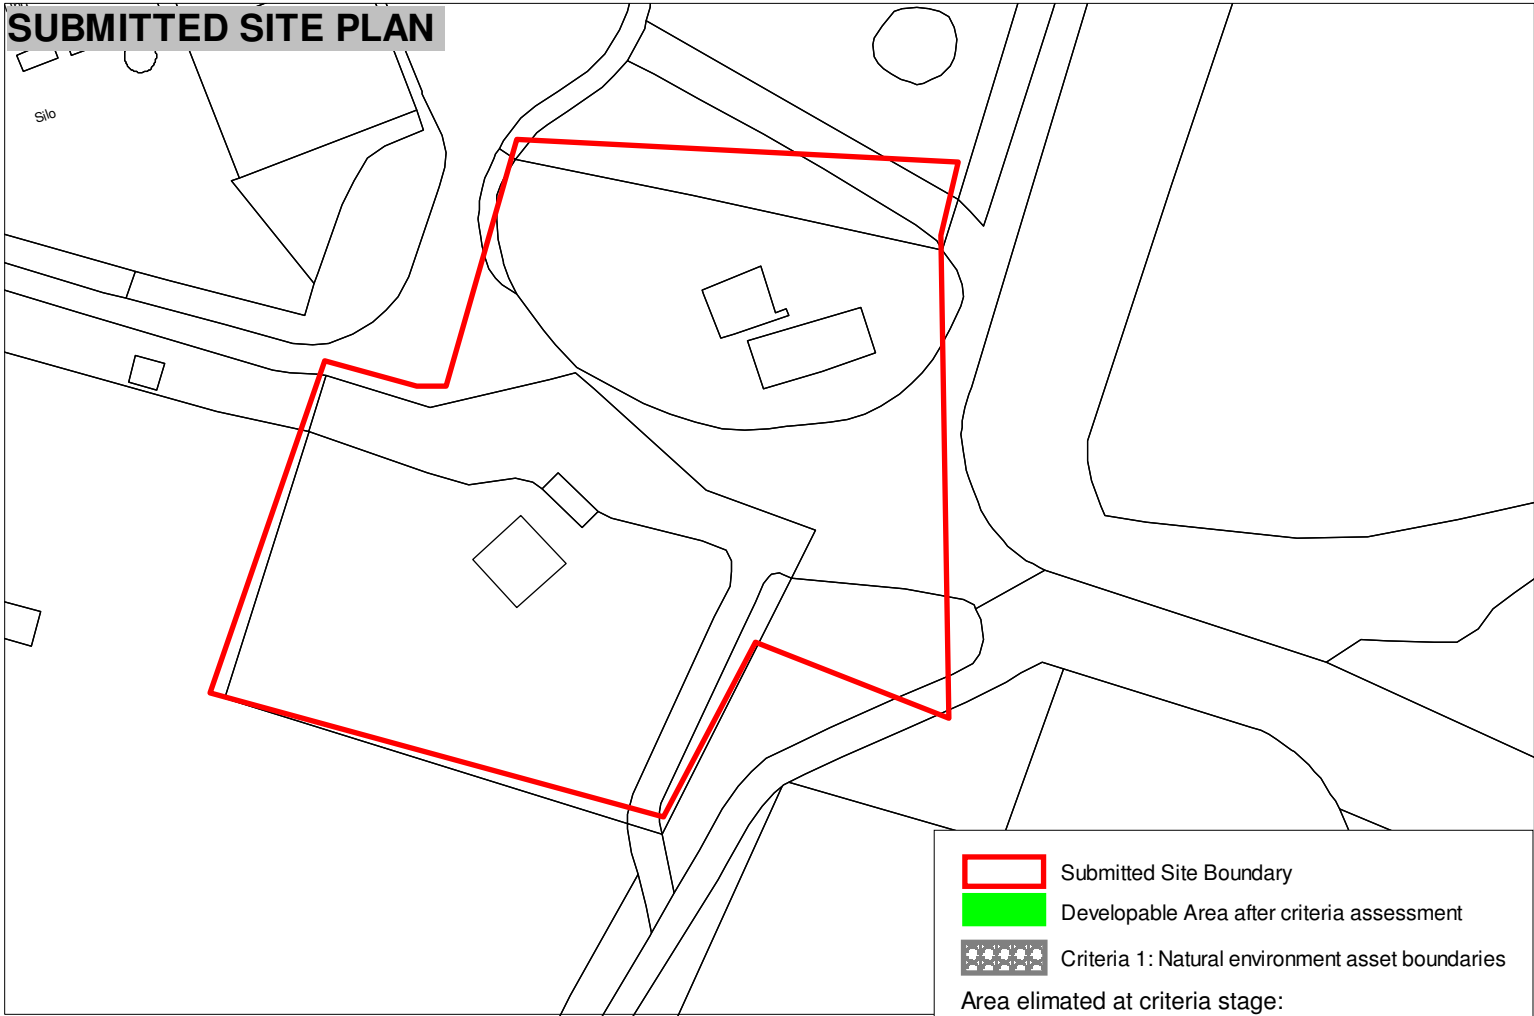 SUBMITTED SITE PLAN
Silo
Submitted Site Boundary
Developable Area after criteria assessment
Criteria 1: Natural environment asset boundaries
Area elimated at criteria stage: